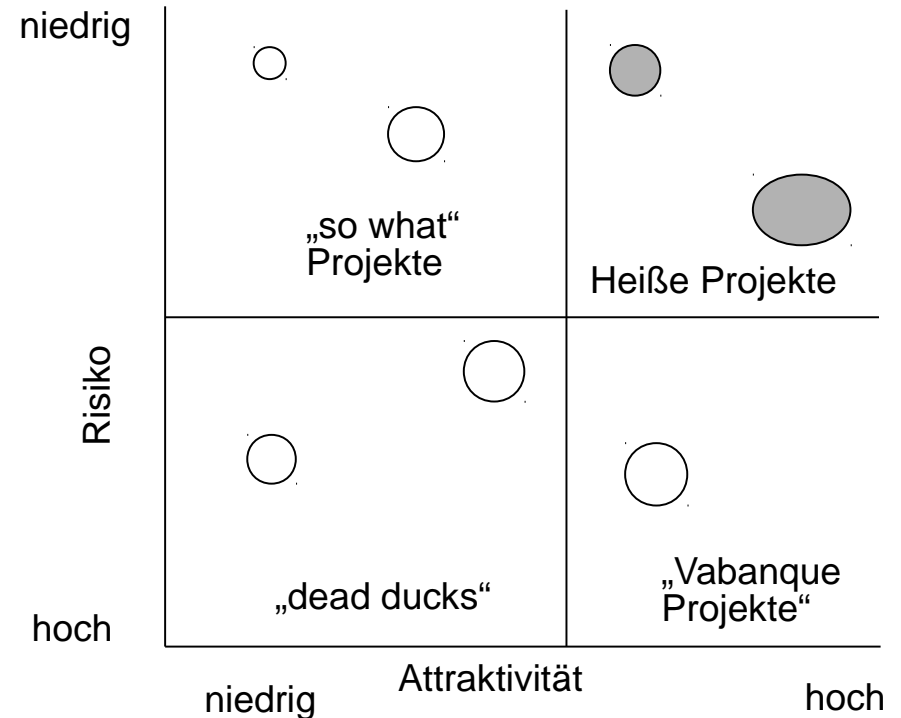 niedrig
„so what“
Projekte
Heiße Projekte
Risiko
„dead ducks“
„Vabanque
Projekte“
hoch
Attraktivität
niedrig
hoch